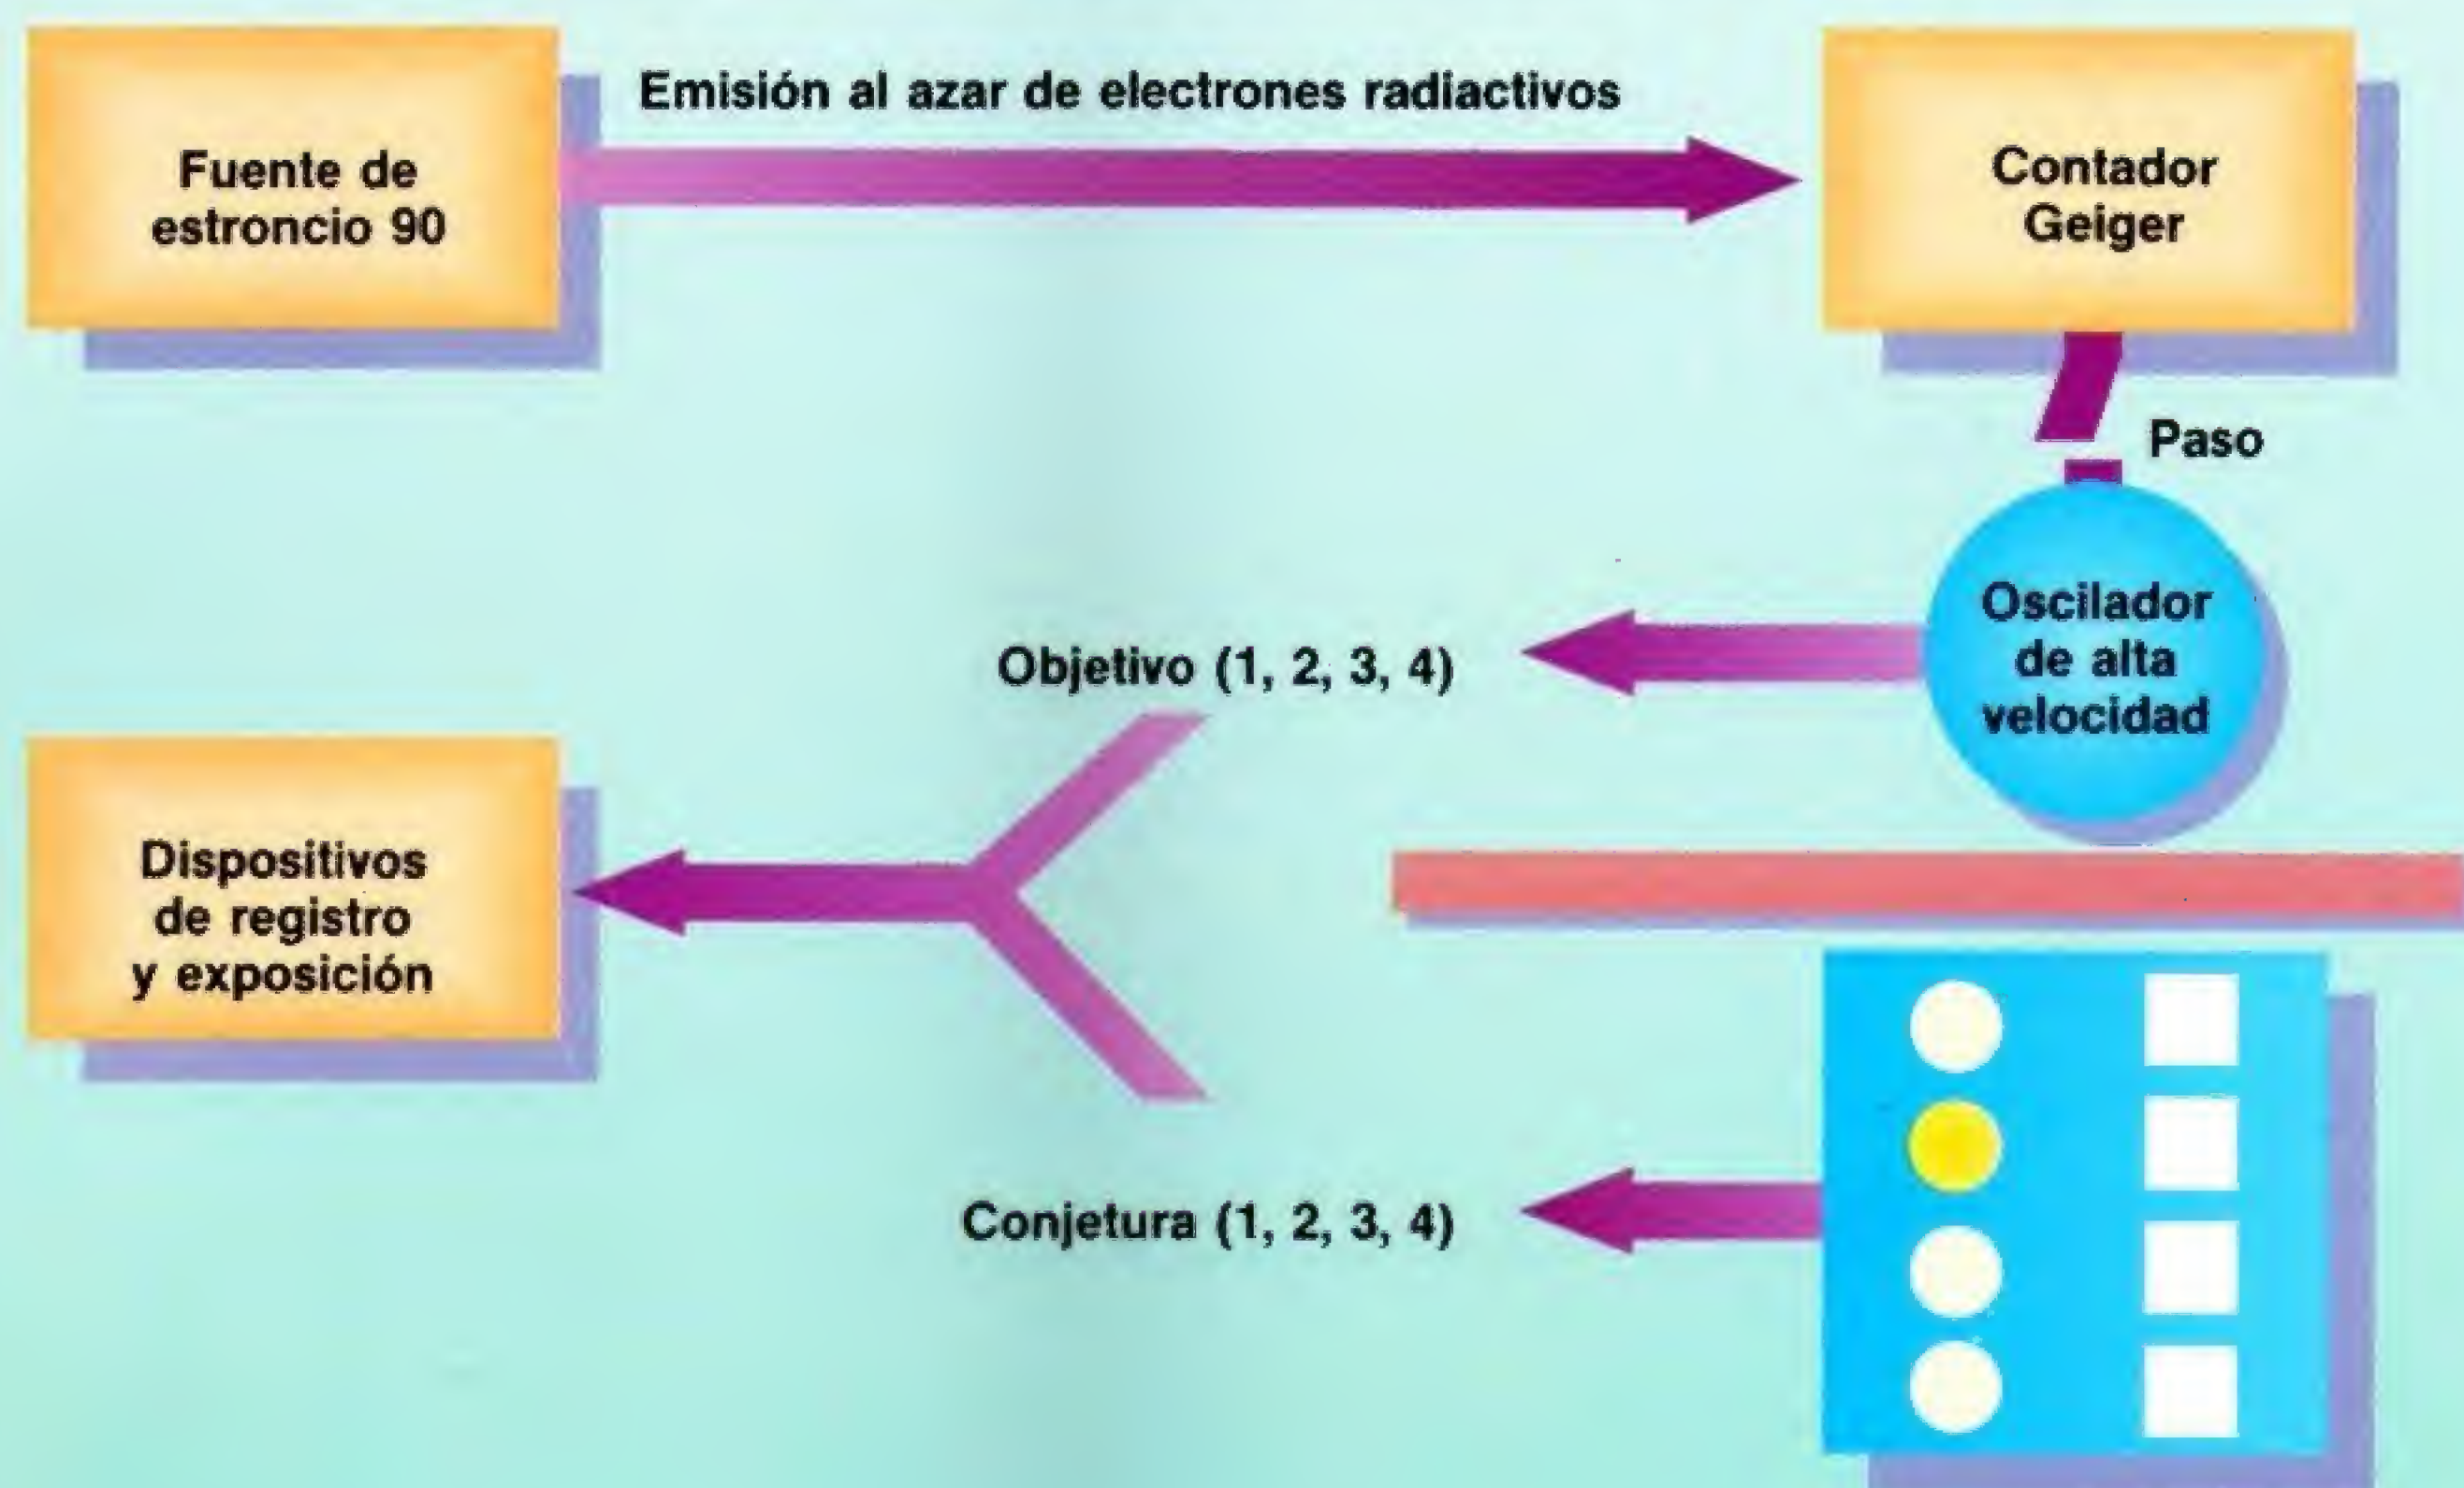 Fuente de
estroncio 90
Emisión al azar de electrones radiactivos
Contador
Geiger
Paso
Oscilador
de alta
velocidad
Objetivo (1, 2, 3, 4)
Dispositivos
de registro
y exposición
Conjetura (1, 2, 3, 4)